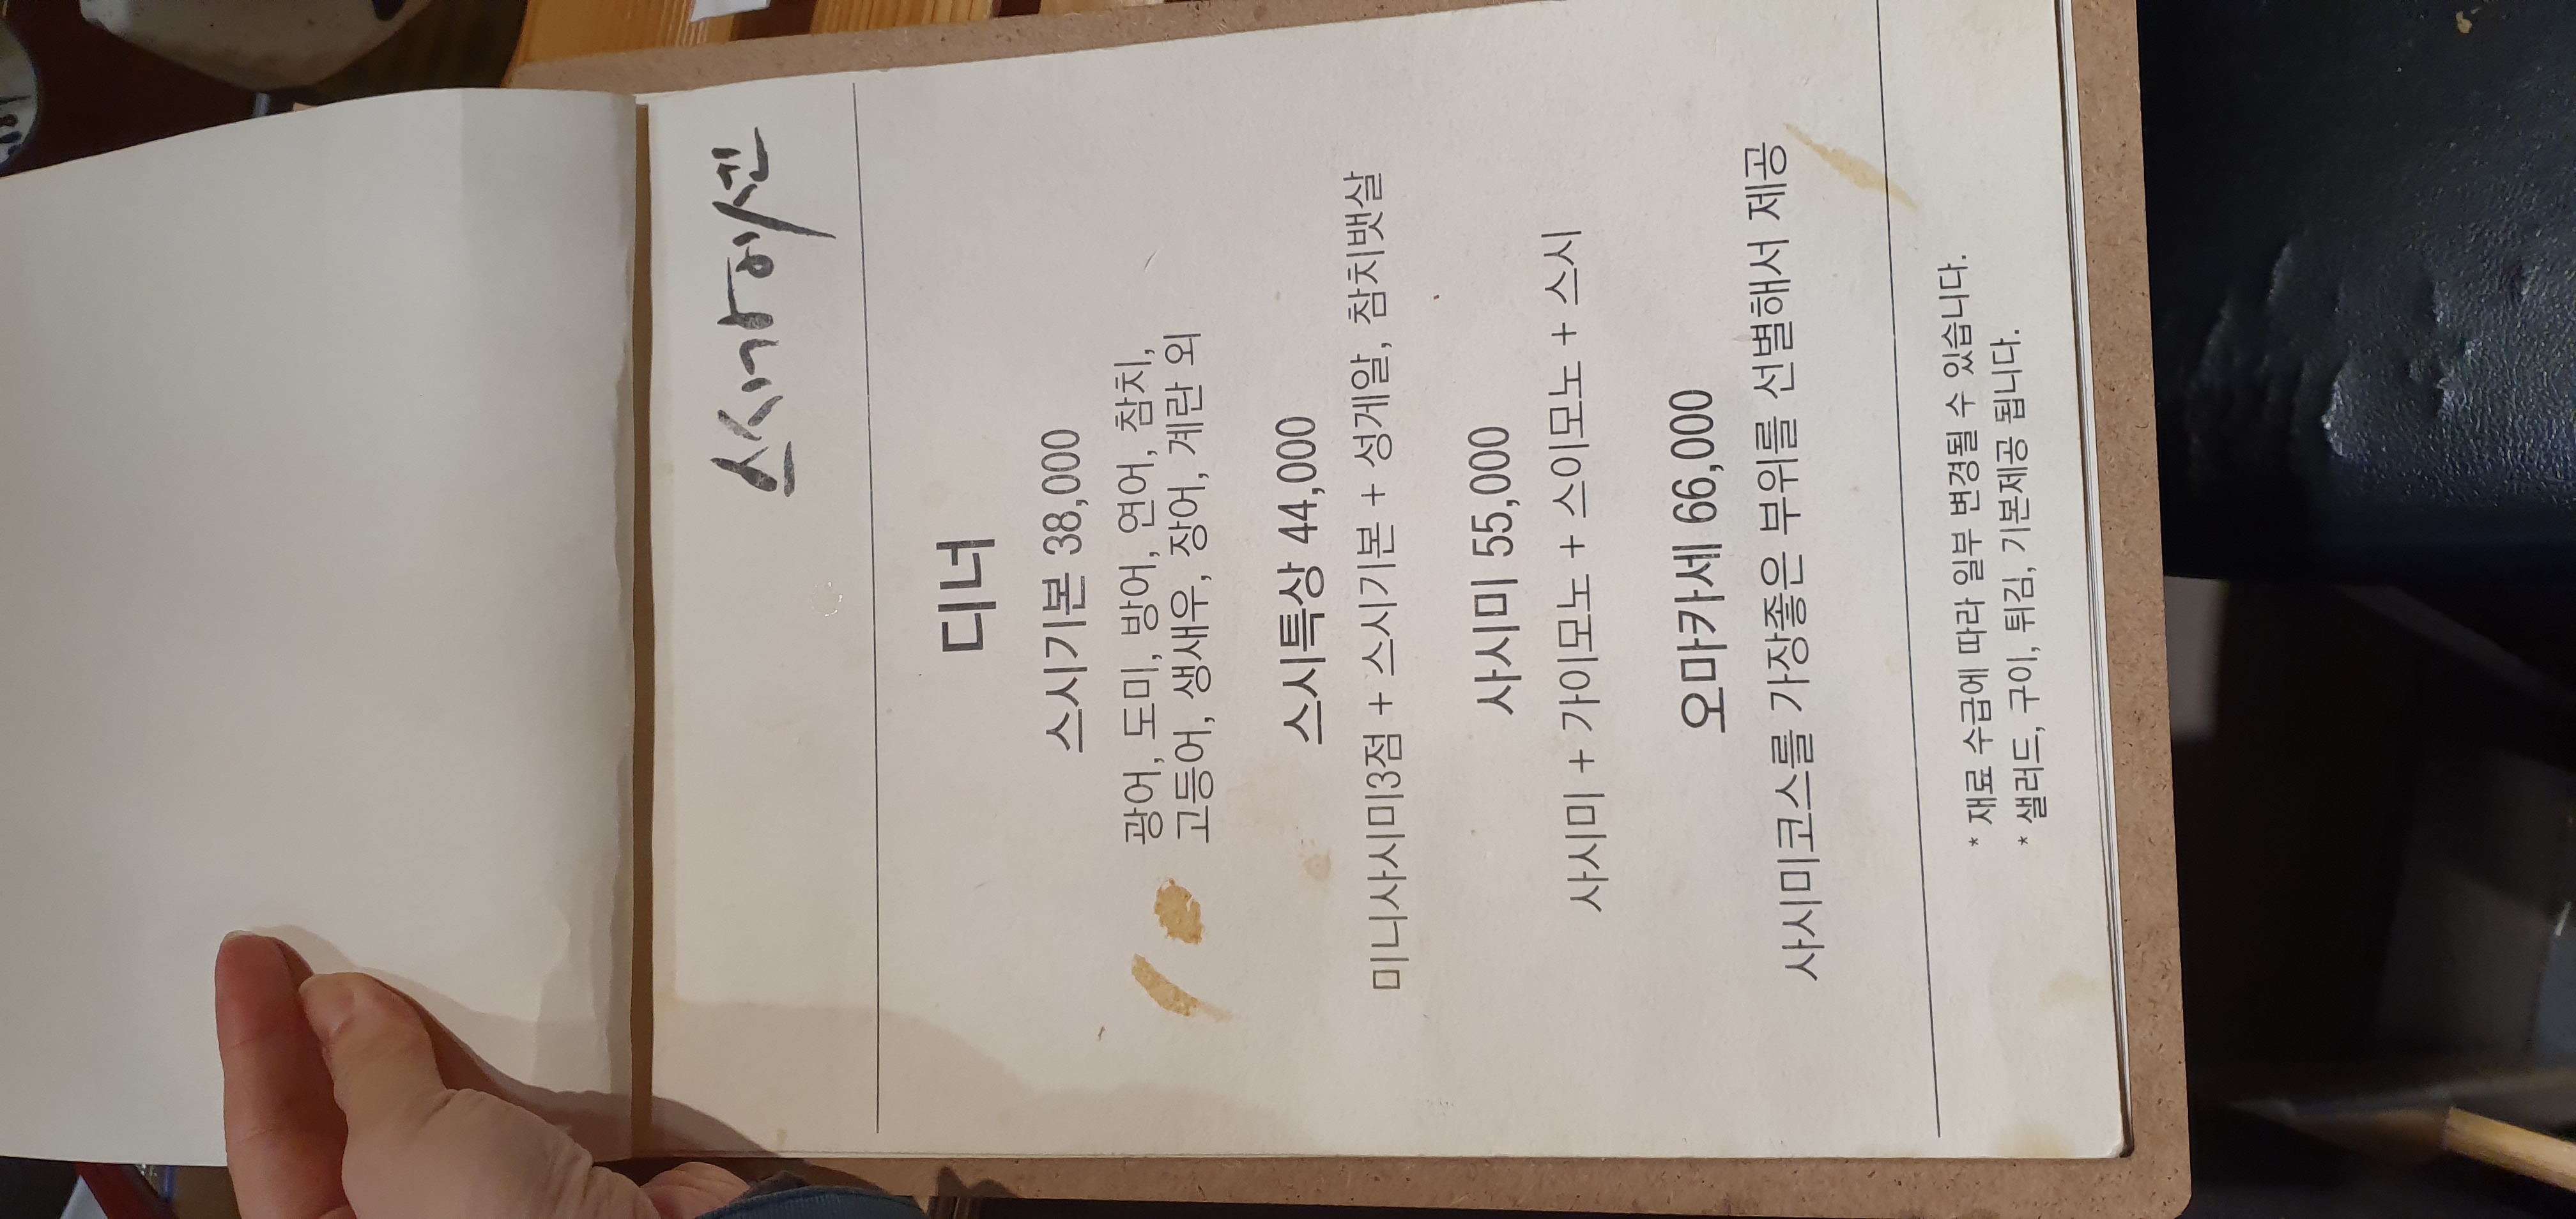 스시가이센
디너
스시기본 38,000
광어, 도미, 방어, 연어, 참치,
고등어, 생새우, 장어, 계란 외
스시특상 44,000
미니사시미3점 + 스시기본 + 성게알, 참치뱃살
사시미 55,000
사시미 + 가이모노 + 스이모노 + 스시
오마카세 66,000
사시미코스를 가장좋은 부위를 선별해서 제공
* 재료 수급에 따라 일부 변경될 수 있습니다.
* 샐러드, 구이, 튀김, 기본제공 됩니다.